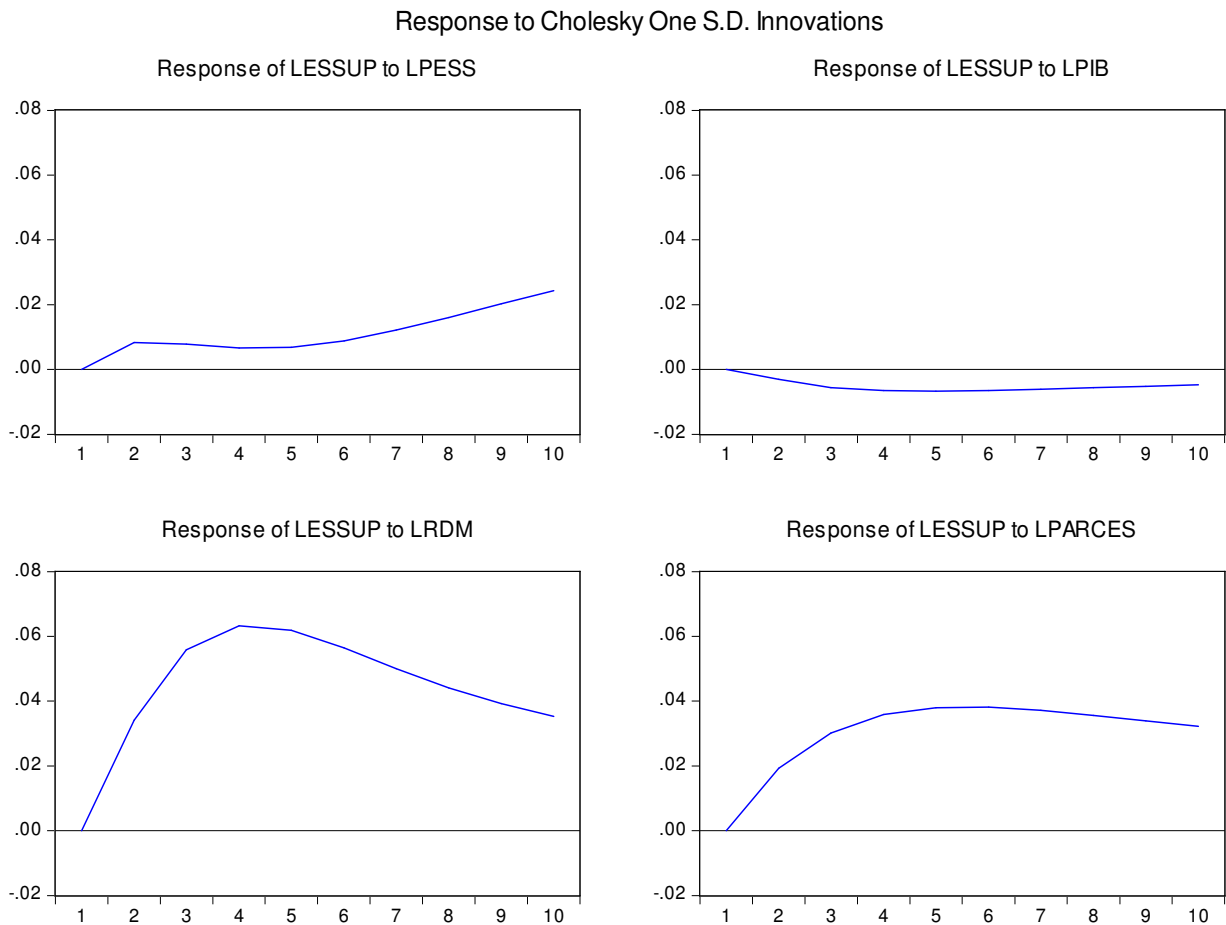 Response to Cholesky One S.D. Innovations
Response of LESSUP to LPESS
.08
.06
.04
.02
.00
-.02
1 2 3 4 5 6 7 8 9 10
Response of LESSUP to LPIB
.08
.06
.04
.02
.00
-.02
1 2 3 4 5 6 7 8 9 10
Response of LESSUP to LRDM
.08
.06
.04
.02
.00
-.02
1 2 3 4 5 6 7 8 9 10
Response of LESSUP to LPARCES
.08
.06
.04
.02
.00
-.02
1 2 3 4 5 6 7 8 9 10